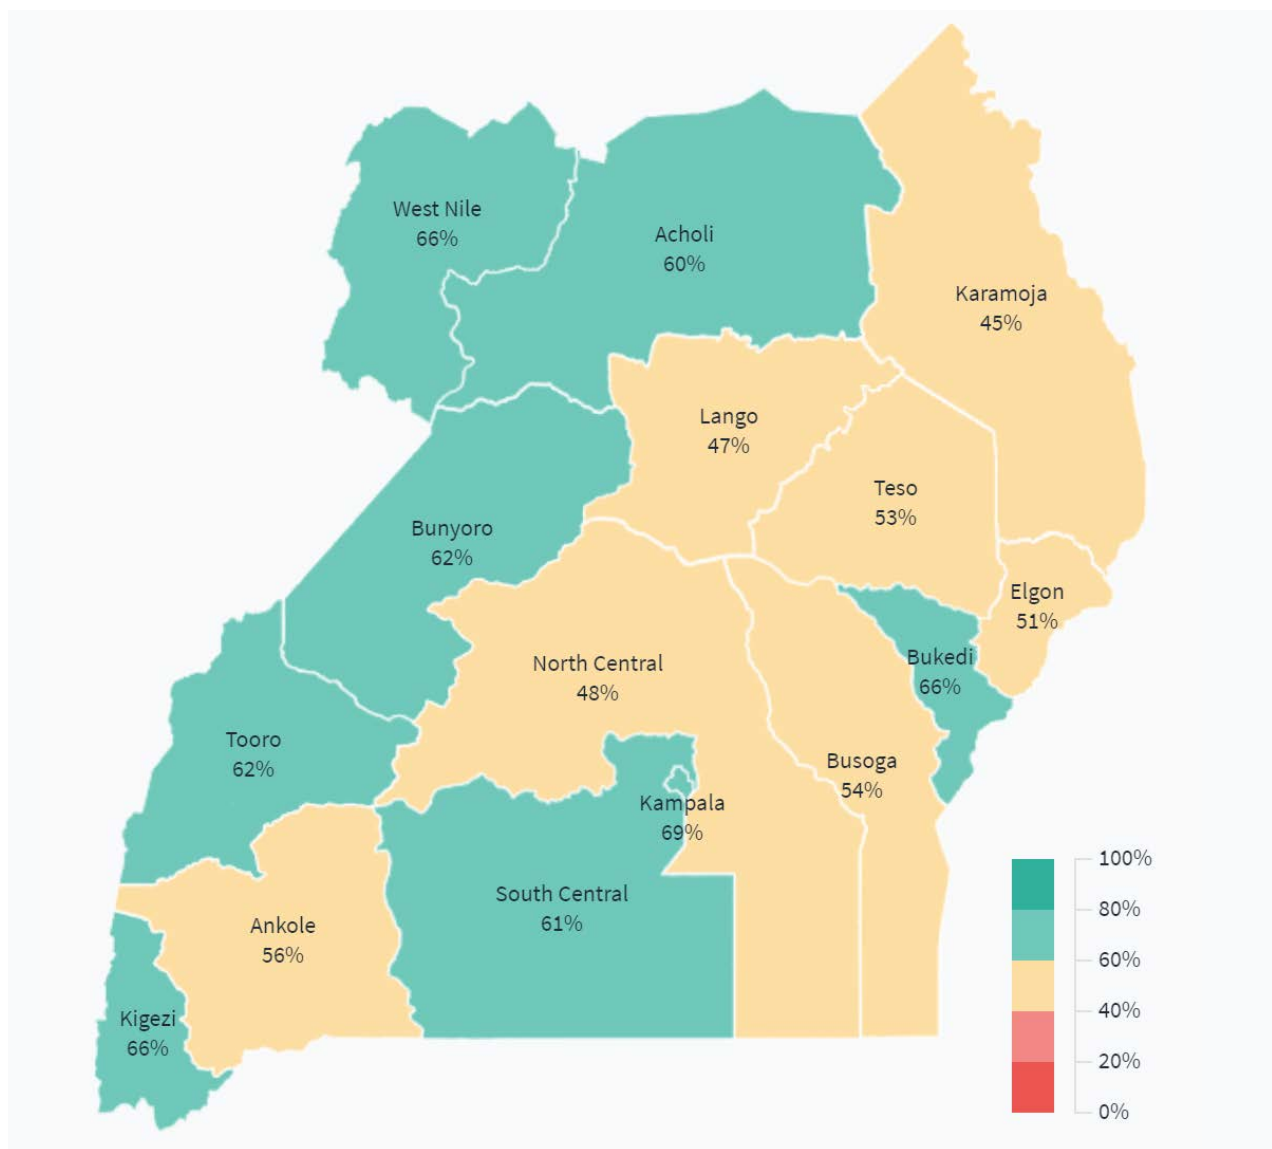 West Nile
66%
Acholi
60%
Karamoja
45%
Lango
47%
Teso
53%
Bunyoro
62%
Elgon
51%
North Central
48%
Bukedi
66%
Tooro
62%
Busoga
54%
Kampala
69%
South Central
61%
Ankole
56%
Kigezi
66%
100%
80%
60%
40%
20%
0%